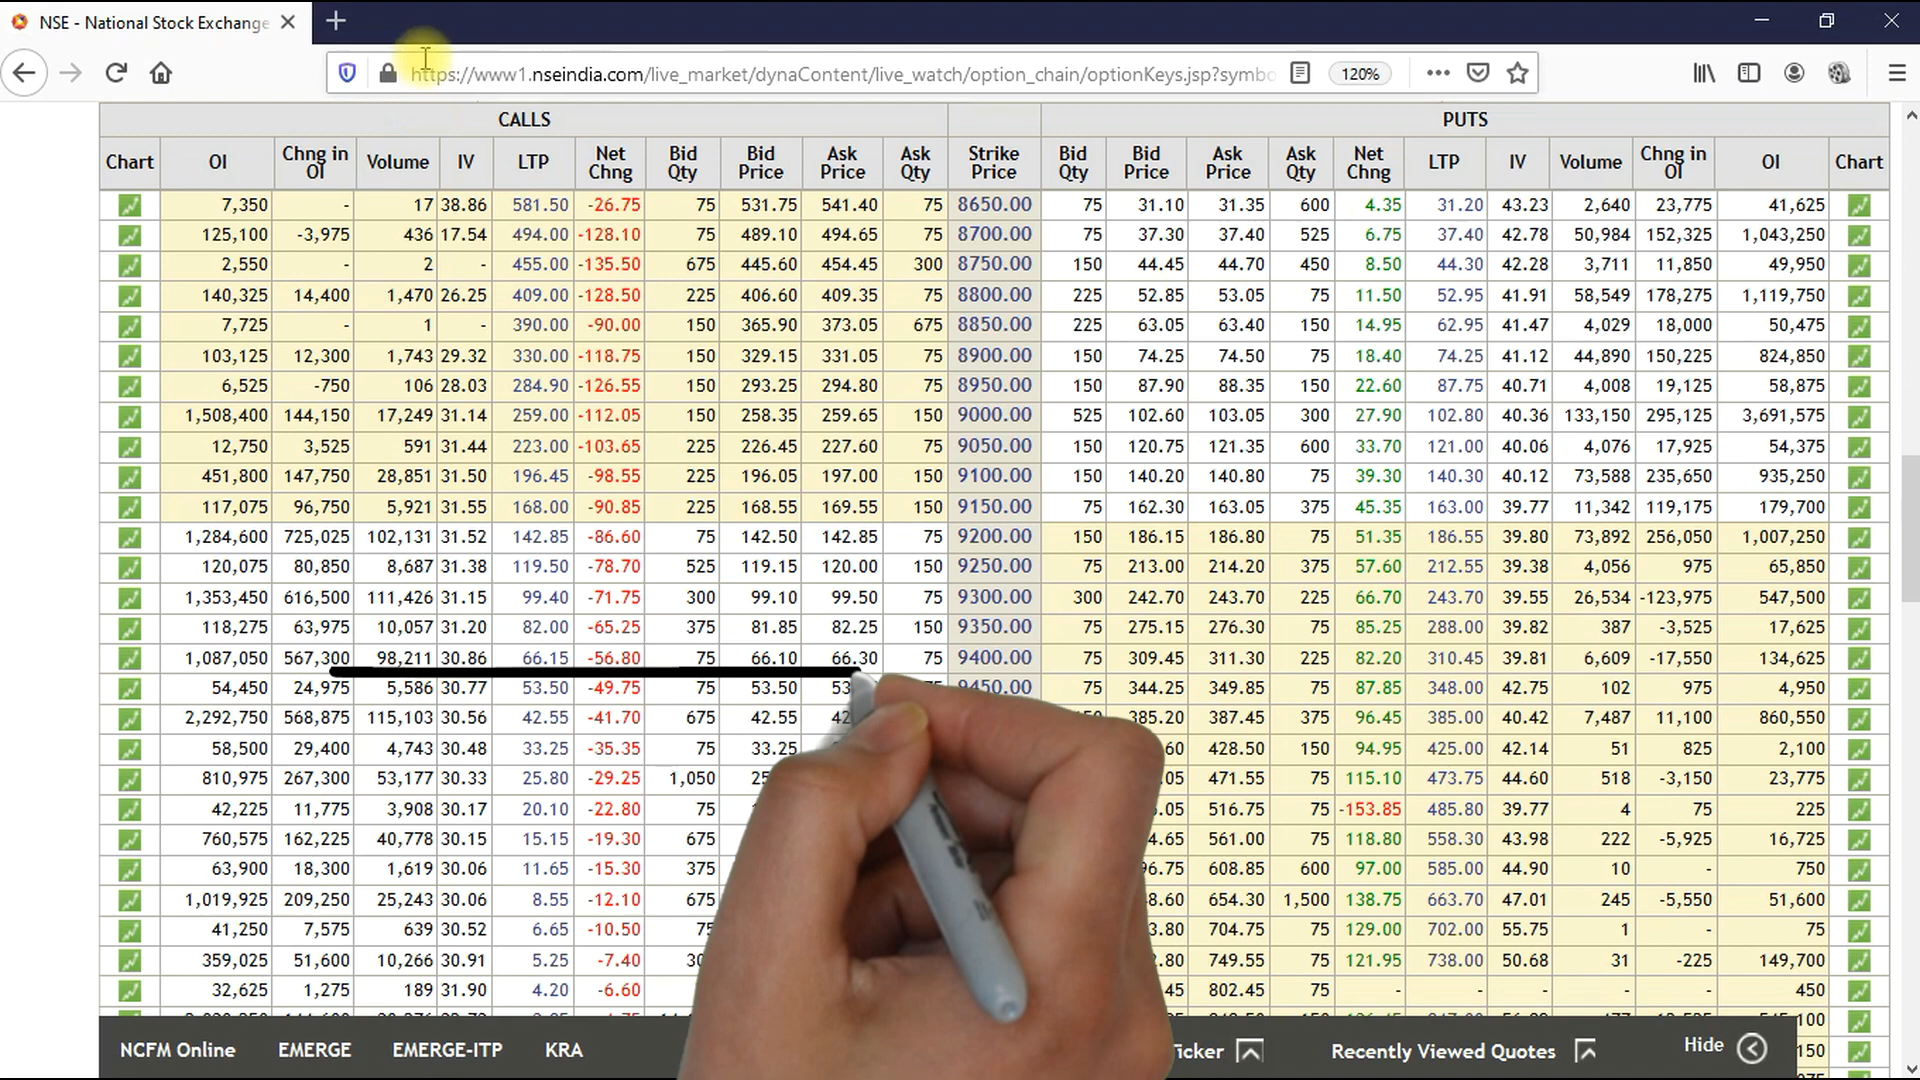 NSE - National Stock Exchange
https://www1.nseindia.com/live_market/dynaContent/live_watch/option_chain/optionKeys.jsp?symbo 120%
CALLS PUTS
Chart OI Chng in OI Volume IV LTP Net Chng Bid Qty Bid Price Ask Price Ask Qty Strike Price Bid Qty Bid Price Ask Price Ask Qty Net Chng LTP IV Volume Chng in OI OI Chart
7,350 - 17 38.86 581.50 -26.75 75 531.75 541.40 75 8650.00 75 31.10 31.35 600 4.35 31.20 43.23 2,640 23,775 41,625
125,100 -3,975 436 17.54 494.00 -128.10 75 489.10 494.65 75 8700.00 75 37.30 37.40 525 6.75 37.40 42.78 50,984 152,325 1,043,250
2,550 - 2 - 455.00 -135.50 675 445.60 454.45 300 8750.00 150 44.45 44.70 450 8.50 44.30 42.28 3,711 11,850 49,950
140,325 14,400 1,470 26.25 409.00 -128.50 225 406.60 409.35 75 8800.00 225 52.85 53.05 75 11.50 52.95 41.91 58,549 178,275 1,119,750
7,725 - 1 - 390.00 -90.00 150 365.90 373.05 675 8850.00 225 63.05 63.40 150 14.95 62.95 41.47 4,029 18,000 50,475
103,125 12,300 1,743 29.32 330.00 -118.75 150 329.15 331.05 75 8900.00 150 74.25 74.50 75 18.40 74.25 41.12 44,890 150,225 824,850
6,525 -750 106 28.03 284.90 -126.55 150 293.25 294.80 75 8950.00 150 87.90 88.35 150 22.60 87.75 40.71 4,008 19,125 58,875
1,508,400 144,150 17,249 31.14 259.00 -112.05 150 258.35 259.65 150 9000.00 525 102.60 103.05 300 27.90 102.80 40.36 133,150 295,125 3,691,575
12,750 3,525 591 31.44 223.00 -103.65 225 226.45 227.60 75 9050.00 150 120.75 121.35 600 33.70 121.00 40.06 4,076 17,925 54,375
451,800 147,750 28,851 31.50 196.45 -98.55 225 196.05 197.00 150 9100.00 150 140.20 140.80 75 39.30 140.30 40.12 73,588 235,650 935,250
117,075 96,750 5,921 31.55 168.00 -90.85 225 168.55 169.55 150 9150.00 75 162.30 163.05 375 45.35 163.00 39.77 11,342 119,175 179,700
1,284,600 725,025 102,131 31.52 142.85 -86.60 75 142.50 142.85 75 9200.00 150 186.15 186.80 75 51.35 186.55 39.80 73,892 256,050 1,007,250
120,075 80,850 8,687 31.38 119.50 -78.70 525 119.15 120.00 150 9250.00 75 213.00 214.20 375 57.60 212.55 39.38 4,056 975 65,850
1,353,450 616,500 111,426 31.15 99.40 -71.75 300 99.10 99.50 75 9300.00 300 242.70 243.70 225 66.70 243.70 39.55 26,534 -123,975 547,500
118,275 63,975 10,057 31.20 82.00 -65.25 375 81.85 82.25 150 9350.00 75 275.15 276.30 75 85.25 288.00 39.82 387 -3,525 17,625
1,087,050 567,300 98,211 30.86 66.15 -56.80 75 66.10 66.30 75 9400.00 75 309.45 311.30 225 82.20 310.45 39.81 6,609 -17,550 134,625
54,450 24,975 5,586 30.77 53.50 -49.75 75 53.50 9450.00 75 344.25 349.85 75 87.85 348.00 42.75 102 975 4,950
2,292,750 568,875 115,103 30.56 42.55 -41.70 675 42.55 385.20 387.45 375 96.45 385.00 40.42 7,487 11,100 860,550
58,500 29,400 4,743 30.48 33.25 -35.35 75 33.25 428.50 150 94.95 425.00 42.14 51 825 2,100
810,975 267,300 53,177 30.33 25.80 -29.25 1,050 471.55 75 115.10 473.75 44.60 518 -3,150 23,775
42,225 11,775 3,908 30.17 20.10 -22.80 75 516.75 75 -153.85 485.80 39.77 4 75 225
760,575 162,225 40,778 30.15 15.15 -19.30 675 561.00 75 118.80 558.30 43.98 222 -5,925 16,725
63,900 18,300 1,619 30.06 11.65 -15.30 375 608.85 600 97.00 585.00 44.90 10 - 750
1,019,925 209,250 25,243 30.06 8.55 -12.10 675 654.30 1,500 138.75 663.70 47.01 245 -5,550 51,600
41,250 7,575 639 30.52 6.65 -10.50 704.75 75 129.00 702.00 55.75 1 - 75
359,025 51,600 10,266 30.91 5.25 -7.40 749.55 75 121.95 738.00 50.68 31 -225 149,700
32,625 1,275 189 31.90 4.20 -6.60 802.45 75 - - - - - 450
NCFM Online EMERGE EMERGE-ITP KRA Ticker Recently Viewed Quotes Hide